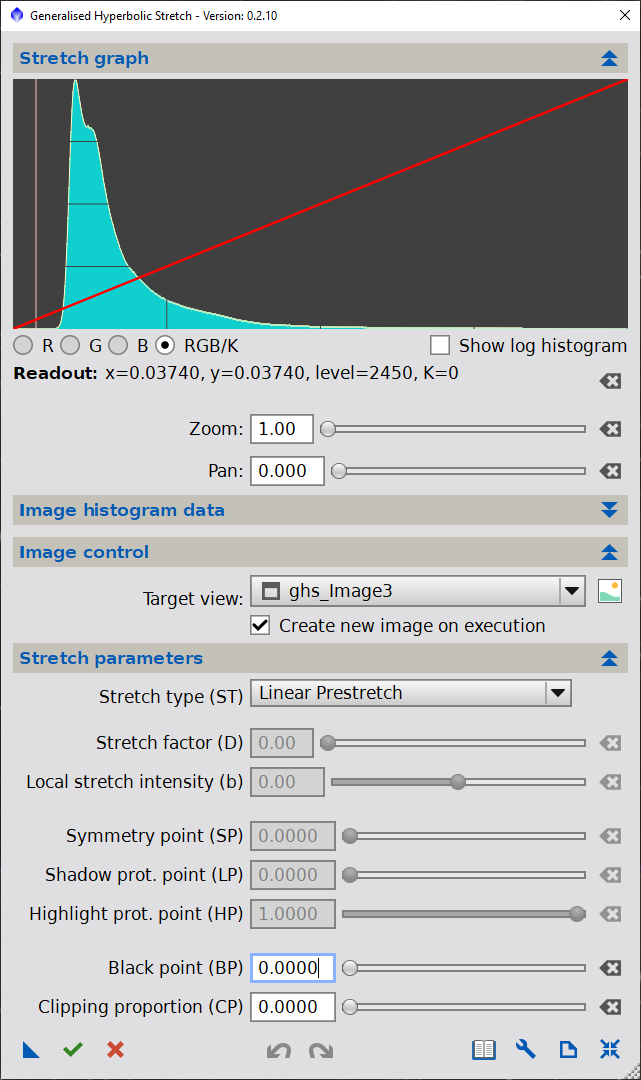 Generalised Hyperbolic Stretch - Version: 0.2.10
Stretch graph
R G B RGB/K Show log histogram
Readout: x=0.03740, y=0.03740, level=2450, K=0
Zoom: 1.00
Pan: 0.000
Image histogram data
Image control
Target view: ghs_Image3
Create new image on execution
Stretch parameters
Stretch type (ST) Linear Prestretch
Stretch factor (D) 0.00
Local stretch intensity (b) 0.00
Symmetry point (SP) 0.0000
Shadow prot. point (LP) 0.0000
Highlight prot. point (HP) 1.0000
Black point (BP) 0.0000
Clipping proportion (CP) 0.0000